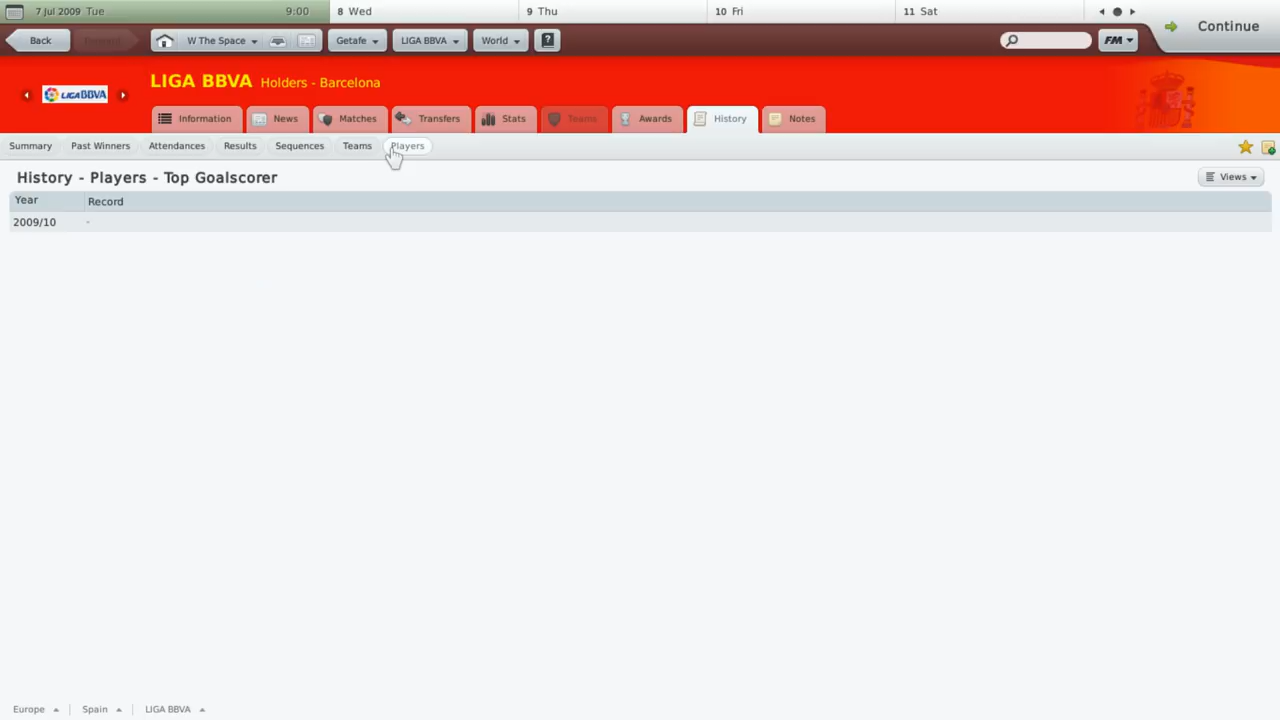 7 Jul 2009 Tue 9:00 8 Wed 9 Thu 10 Fri 11 Sat
Continue
Back Forward W The Space Getafe LIGA BBVA World ? FM
LIGA BBVA Holders - Barcelona
LIGA BBVA
Information News Matches Transfers Stats Teams Awards History Notes
Summary Past Winners Attendances Results Sequences Teams Players
History - Players - Top Goalscorer Views
Year Record
2009/10 -
Europe Spain LIGA BBVA